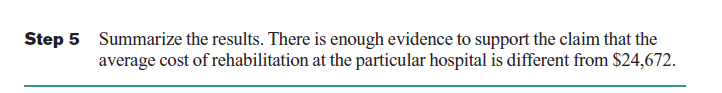 Step 5 Summarize the results. There is enough evidence to support the claim that the
average cost of rehabilitation at the particular hospital is different from $24,672.